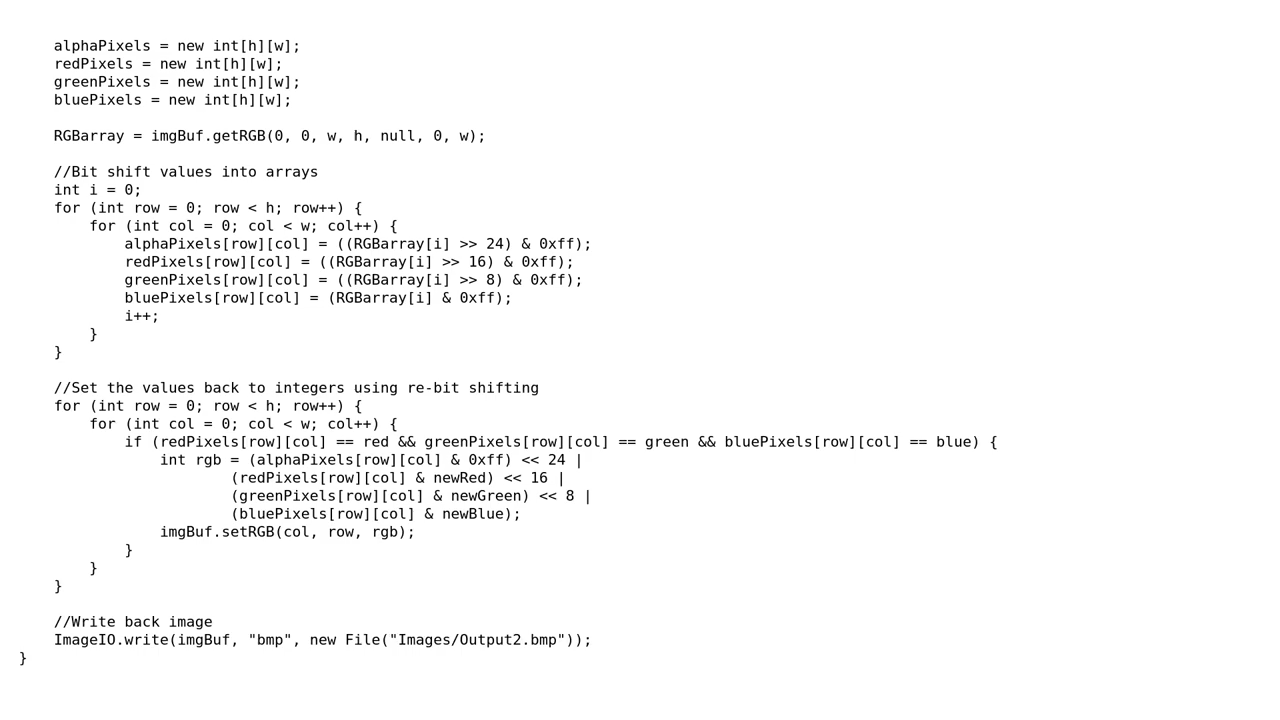 alphaPixels = new int[h][w];
redPixels = new int[h][w];
greenPixels = new int[h][w];
bluePixels = new int[h][w];

RGBarray = imgBuf.getRGB(0, 0, w, h, null, 0, w);

//Bit shift values into arrays
int i = 0;
for (int row = 0; row < h; row++) {
    for (int col = 0; col < w; col++) {
        alphaPixels[row][col] = ((RGBarray[i] >> 24) & 0xff);
        redPixels[row][col] = ((RGBarray[i] >> 16) & 0xff);
        greenPixels[row][col] = ((RGBarray[i] >> 8) & 0xff);
        bluePixels[row][col] = (RGBarray[i] & 0xff);
        i++;
    }
}

//Set the values back to integers using re-bit shifting
for (int row = 0; row < h; row++) {
    for (int col = 0; col < w; col++) {
        if (redPixels[row][col] == red && greenPixels[row][col] == green && bluePixels[row][col] == blue) {
            int rgb = (alphaPixels[row][col] & 0xff) << 24 |
                    (redPixels[row][col] & newRed) << 16 |
                    (greenPixels[row][col] & newGreen) << 8 |
                    (bluePixels[row][col] & newBlue);
            imgBuf.setRGB(col, row, rgb);
        }
    }
}

//Write back image
ImageIO.write(imgBuf, "bmp", new File("Images/Output2.bmp"));
}